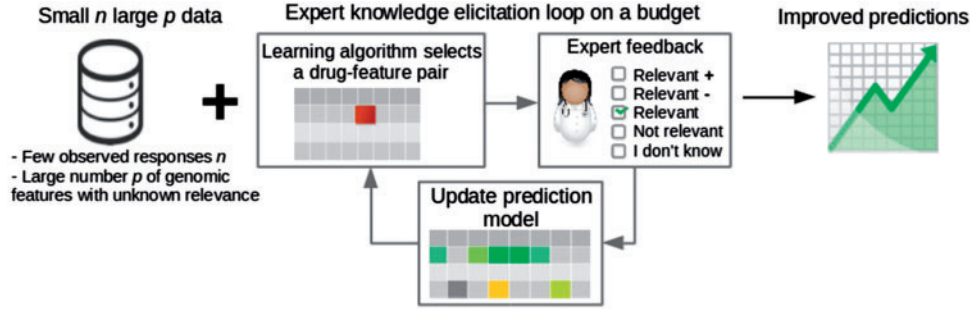 Small n large p data
- Few observed responses n
- Large number p of genomic
features with unknown relevance
Expert knowledge elicitation loop on a budget
Learning algorithm selects
a drug-feature pair
Expert feedback
Relevant +
Relevant -
Relevant
Not relevant
I don't know
Update prediction
model
Improved predictions